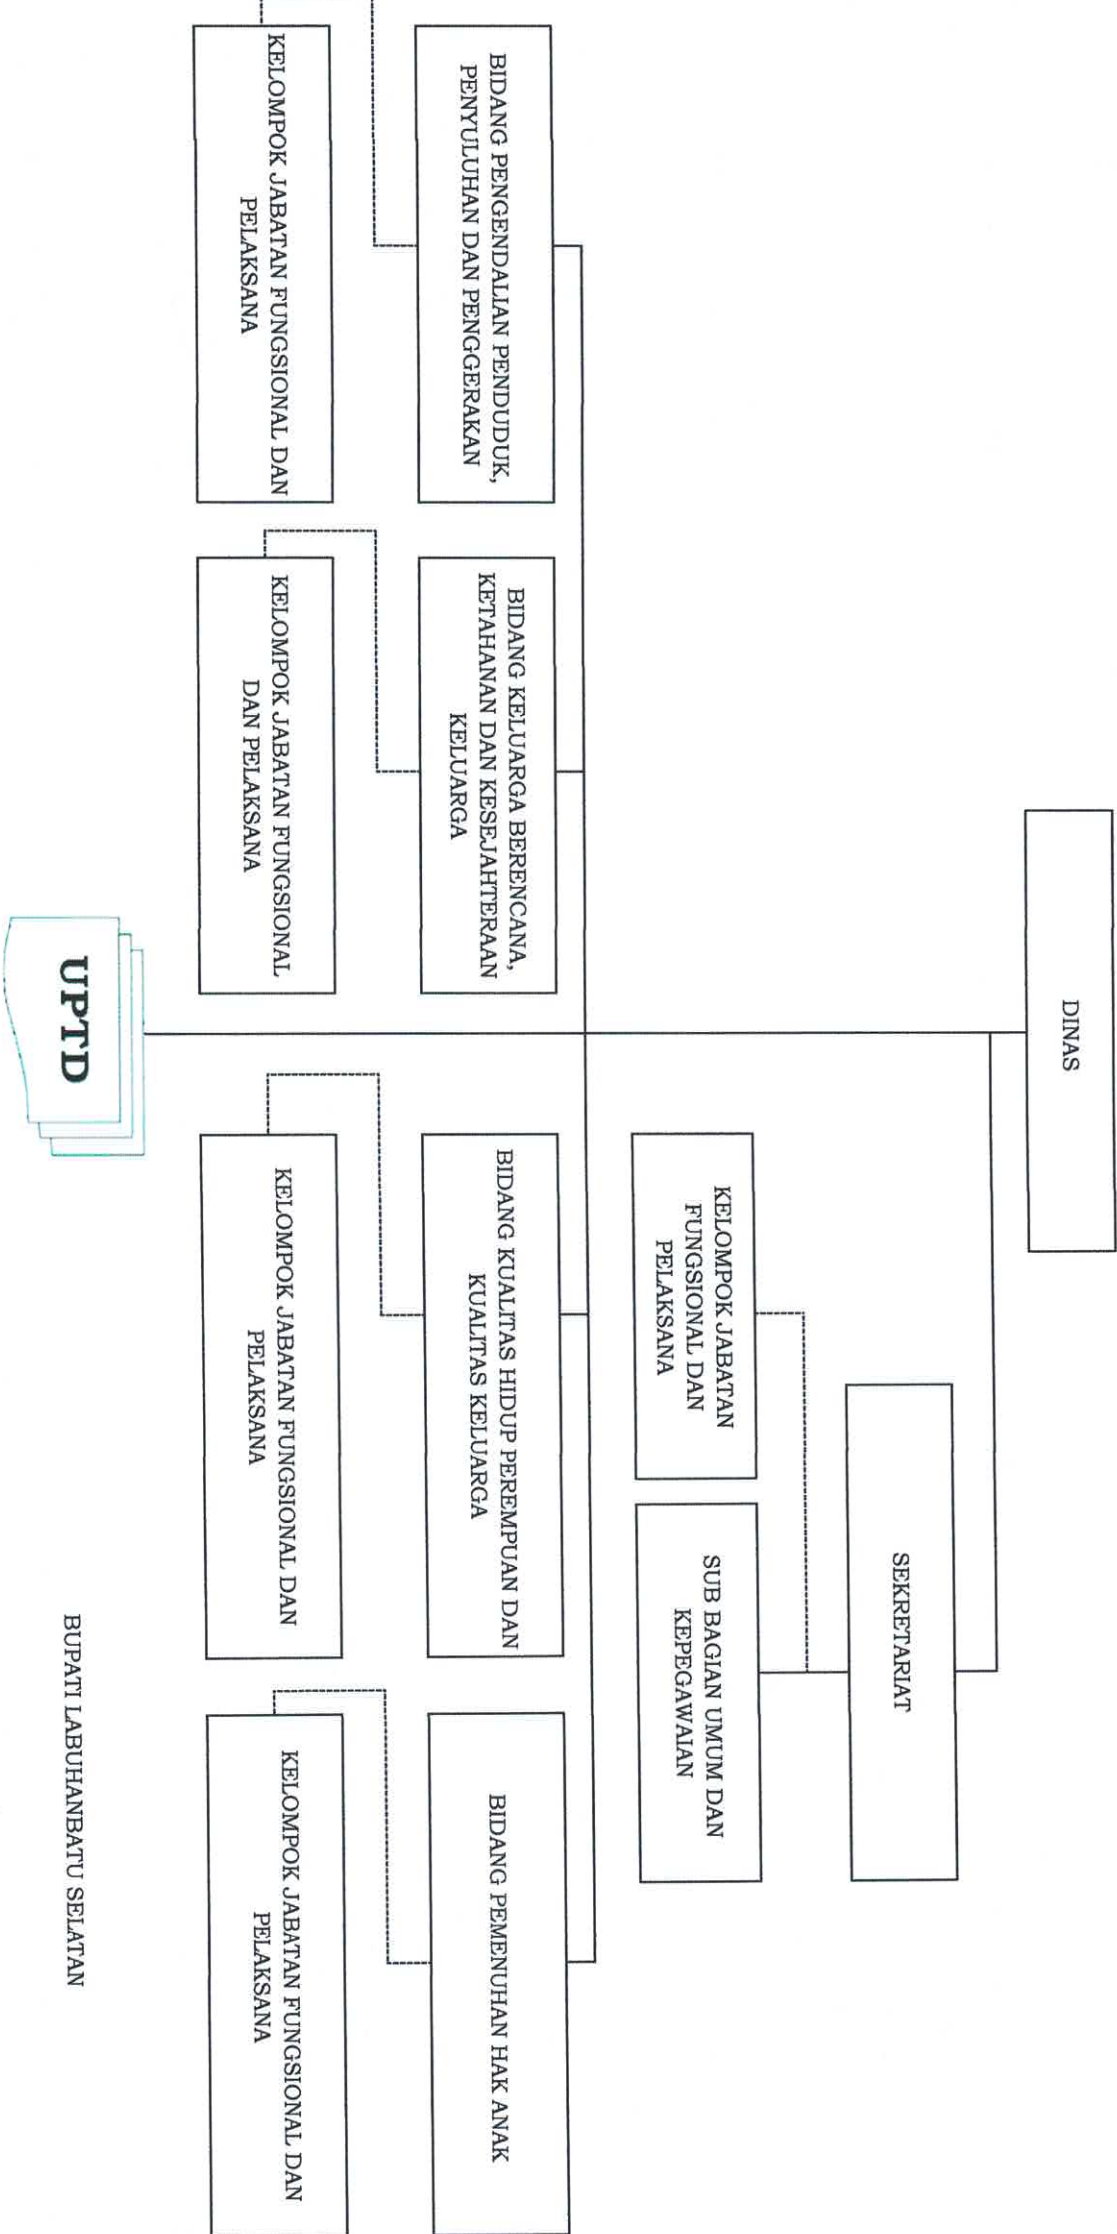 DINAS
SEKRETARIAT
KELOMPOK JABATAN
FUNGSIONAL DAN
PELAKSANA
SUB BAGIAN UMUM DAN
KEPEGAWAIAN
BIDANG PENGENDALIAN PENDUDUK,
PENYULUHAN DAN PENGGERAKAN
BIDANG KELUARGA BERENCANA,
KETAHANAN DAN KESEJAHTERAAN
KELUARGA
BIDANG KUALITAS HIDUP PEREMPUAN DAN
KUALITAS KELUARGA
BIDANG PEMENUHAN HAK ANAK
KELOMPOK JABATAN FUNGSIONAL DAN
PELAKSANA
KELOMPOK JABATAN FUNGSIONAL
DAN PELAKSANA
KELOMPOK JABATAN FUNGSIONAL DAN
PELAKSANA
KELOMPOK JABATAN FUNGSIONAL DAN
PELAKSANA
UPTD
BUPATI LABUHANBATU SELATAN